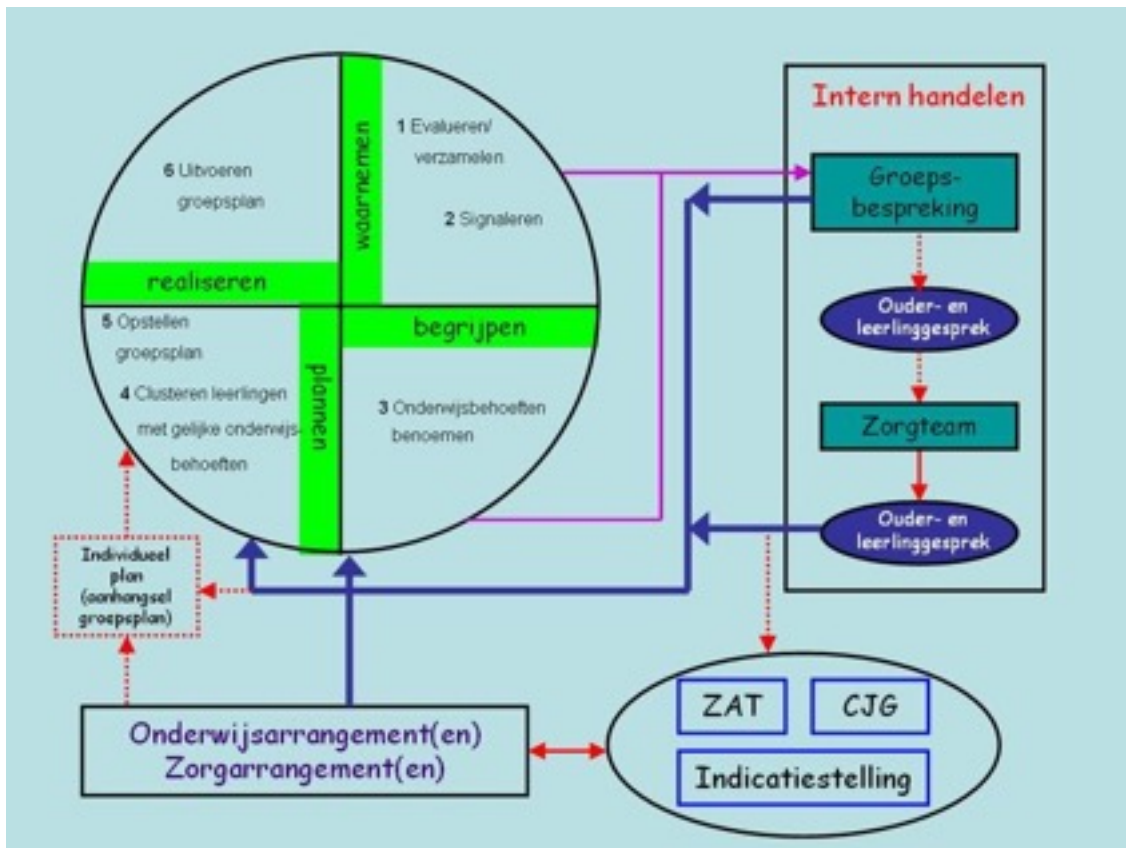 1 Evalueren/
verzamelen
2 Signaleren
waarnemen
6 Uitvoeren
groepsplan
realiseren
begrijpen
3 Onderwijsbehoeften
benoemen
plannen
5 Opstellen
groepsplan
4 Clusteren leerlingen
met gelijke onderwijs-
behoeften
Individueel
plan
(aanhangsel
groepsplan)
Onderwijsarrangement(en)
Zorgarrangement(en)
Intern handelen
Groeps-
bespreking
Ouder- en
leerlinggesprek
Zorgteam
Ouder- en
leerlinggesprek
ZAT
CJG
Indicatiestelling